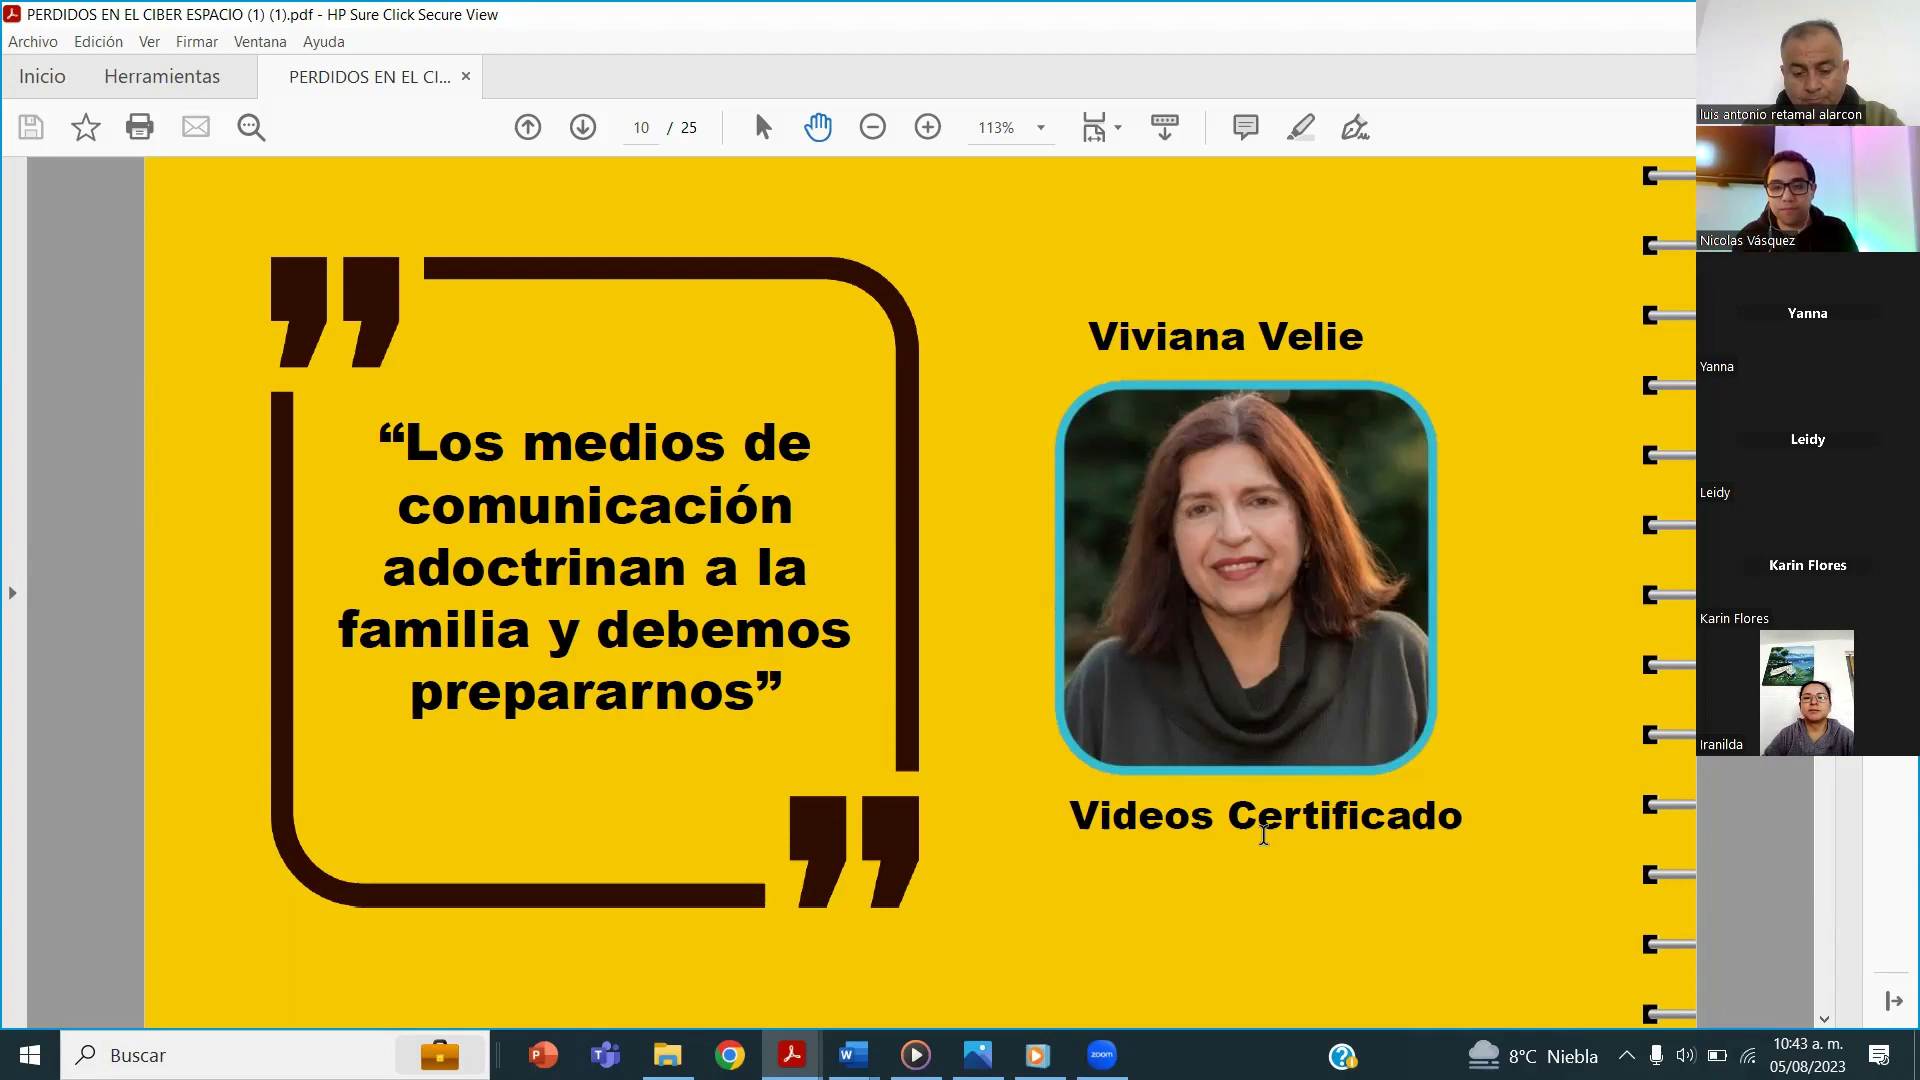 PERDIDOS EN EL CIBER ESPACIO (1) (1).pdf - HP Sure Click Secure View
Archivo Edición Ver Firmar Ventana Ayuda
Inicio Herramientas PERDIDOS EN EL CI... ×
10 / 25 113%
luis antonio retamal alarcon
Nicolas Vásquez
Yanna
Yanna
Leidy
Leidy
Karin Flores
Karin Flores
Iranilda
“Los medios de
comunicación
adoctrinan a la
familia y debemos
prepararnos”
Viviana Velie
Videos Certificado
Buscar
zoom
8°C Niebla
10:43 a. m.
05/08/2023